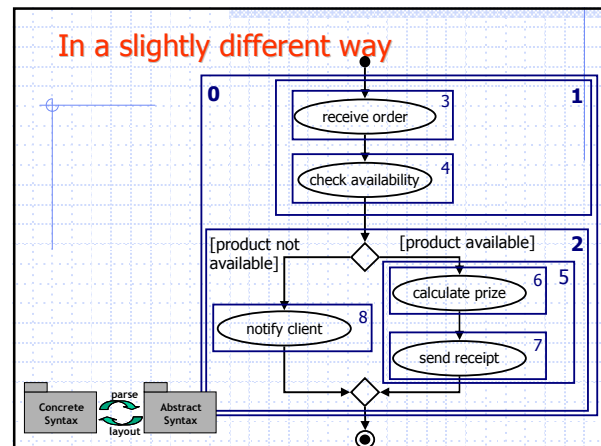 In a slightly different way
0
1
3
receive order
4
check availability
2
[product not
available]
[product available]
5
6
calculate prize
8
notify client
7
send receipt
Concrete
Syntax
parse
layout
Abstract
Syntax